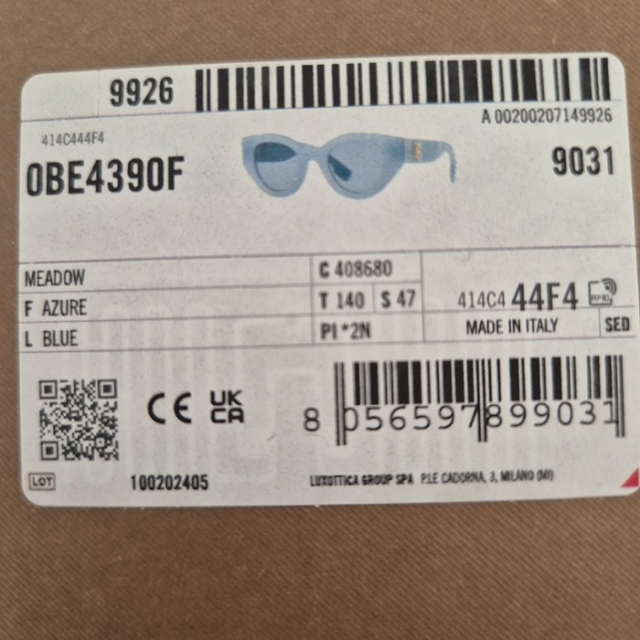 9926
A 00200207149926
414C444F4
0BE4390F
9031
MEADOW
C 408680
F AZURE
T 140 S 47
414C4 44F4 RFID
L BLUE
P1*2N
MADE IN ITALY SED
CE UK CA
8 056597 899031
LOT 100202405
LUXOTTICA GROUP SPA P.LE CADORNA, 3, MILANO (MI)